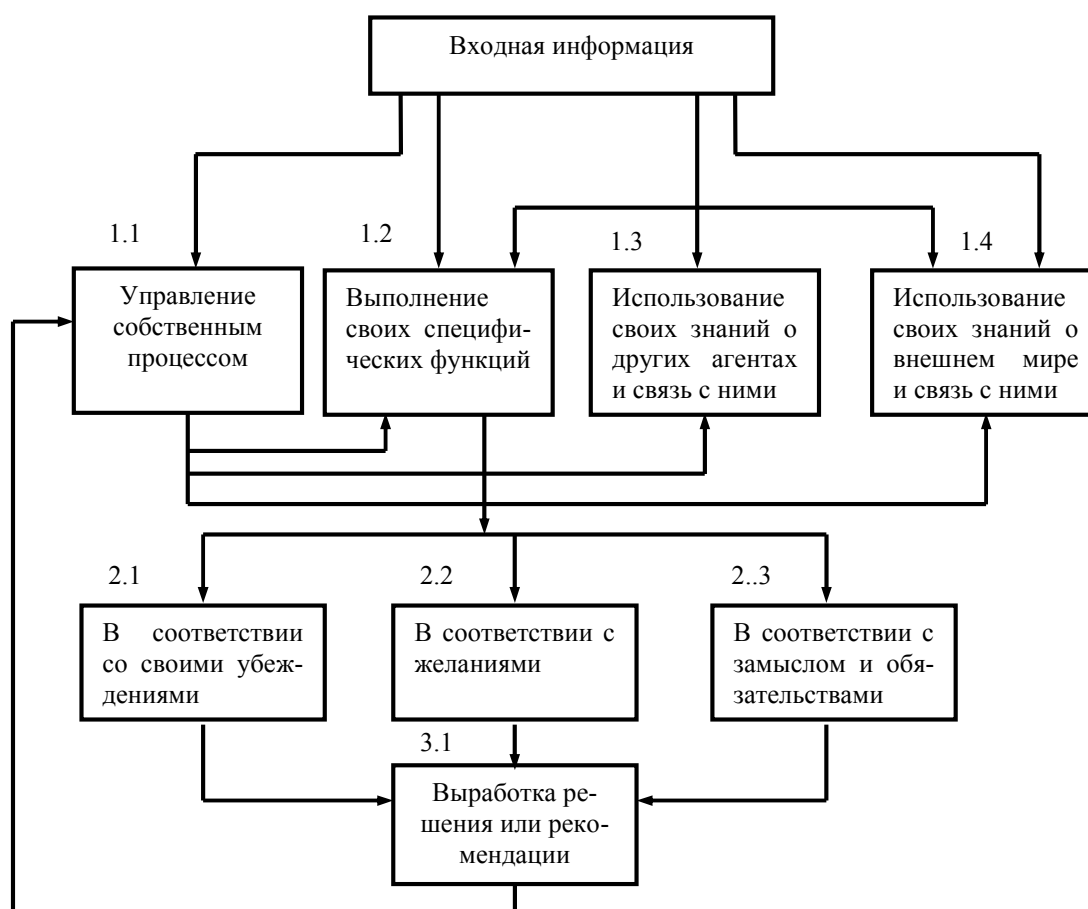 Входная информация
1.1
1.2
1.3
1.4
Управление
собственным
процессом
Выполнение
своих специфи-
ческих функций
Использование
своих знаний о
других агентах
и связь с ними
Использование
своих знаний о
внешнем мире
и связь с ними
2.1
2.2
2..3
В соответствии
со своими убеж-
дениями
В соответствии с
желаниями
В соответствии с
замыслом и обя-
зательствами
3.1
Выработка ре-
шения или реко-
мендации